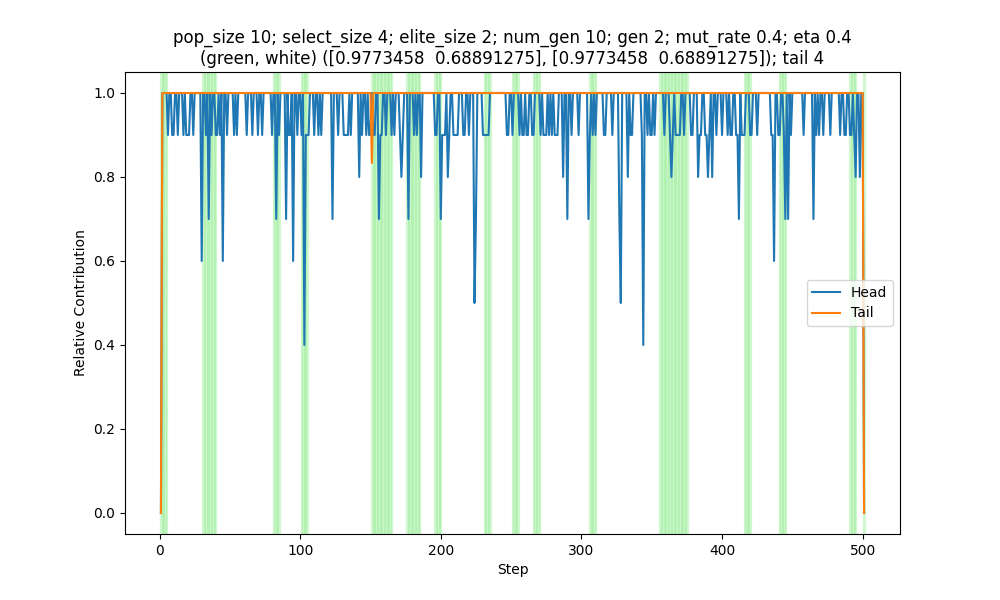 pop_size 10; select_size 4; elite_size 2; num_gen 10; gen 2; mut_rate 0.4; eta 0.4
(green, white) ([0.9773458  0.68891275], [0.9773458  0.68891275]); tail 4
1.0
0.8
0.6
0.4
0.2
0.0
Relative Contribution
Head
Tail
0
100
200
300
400
500
Step